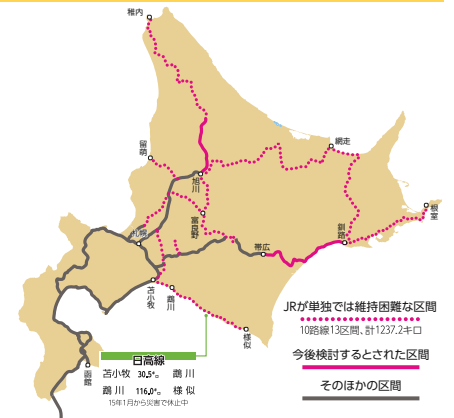 稚内
留萌
旭川
網走
根室
釧路
富良野
札幌
帯広
苫小牧
鵡川
様似
函館
JRが単独では維持困難な区間
10路線13区間、計1237.2キロ
今後検討するとされた区間
そのほかの区間
日高線
苫小牧 30.5㌔ 鵡川
鵡川 116.0㌔ 様似
15年1月から災害で休止中